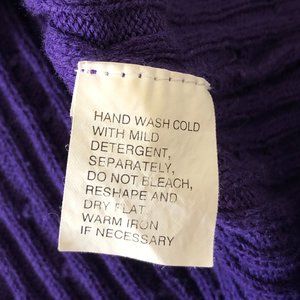 HAND WASH COLD
WITH MILD
DETERGENT,
SEPARATELY,
DO NOT BLEACH,
RESHAPE AND
DRY FLAT.
WARM IRON
IF NECESSARY